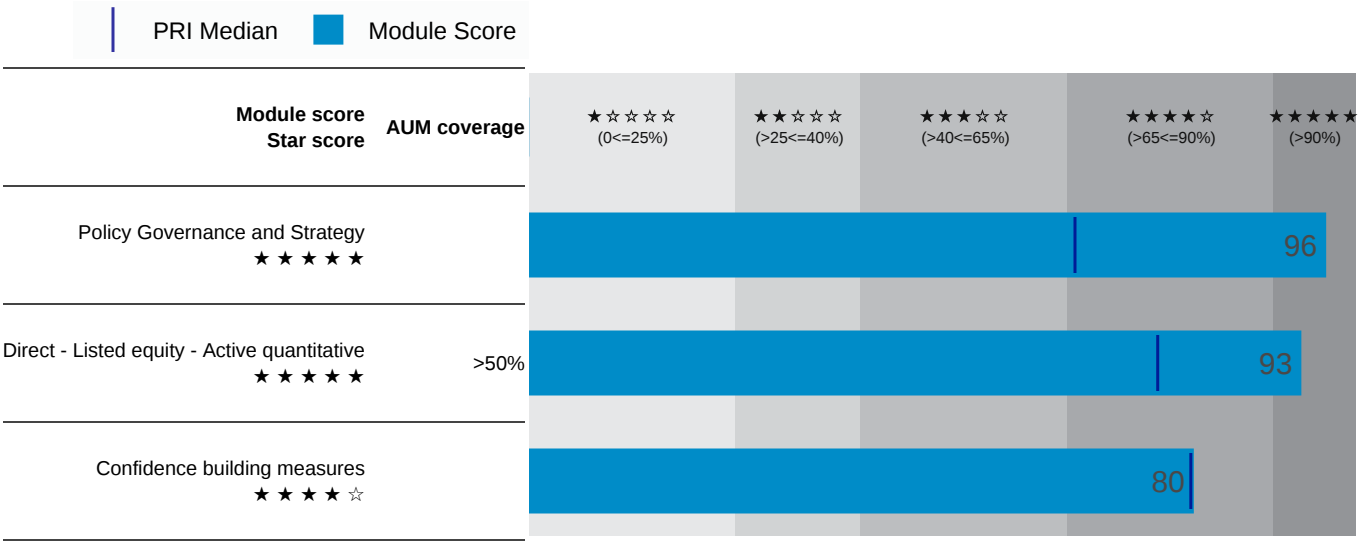 PRI Median Module Score
Module score
Star score
AUM coverage
★☆☆☆☆
(0<=25%)
★★☆☆☆
(>25<=40%)
★★★☆☆
(>40<=65%)
★★★★☆
(>65<=90%)
★★★★★
(>90%)
Policy Governance and Strategy
★★★★★
96
Direct - Listed equity - Active quantitative
★★★★★
>50%
93
Confidence building measures
★★★★☆
80